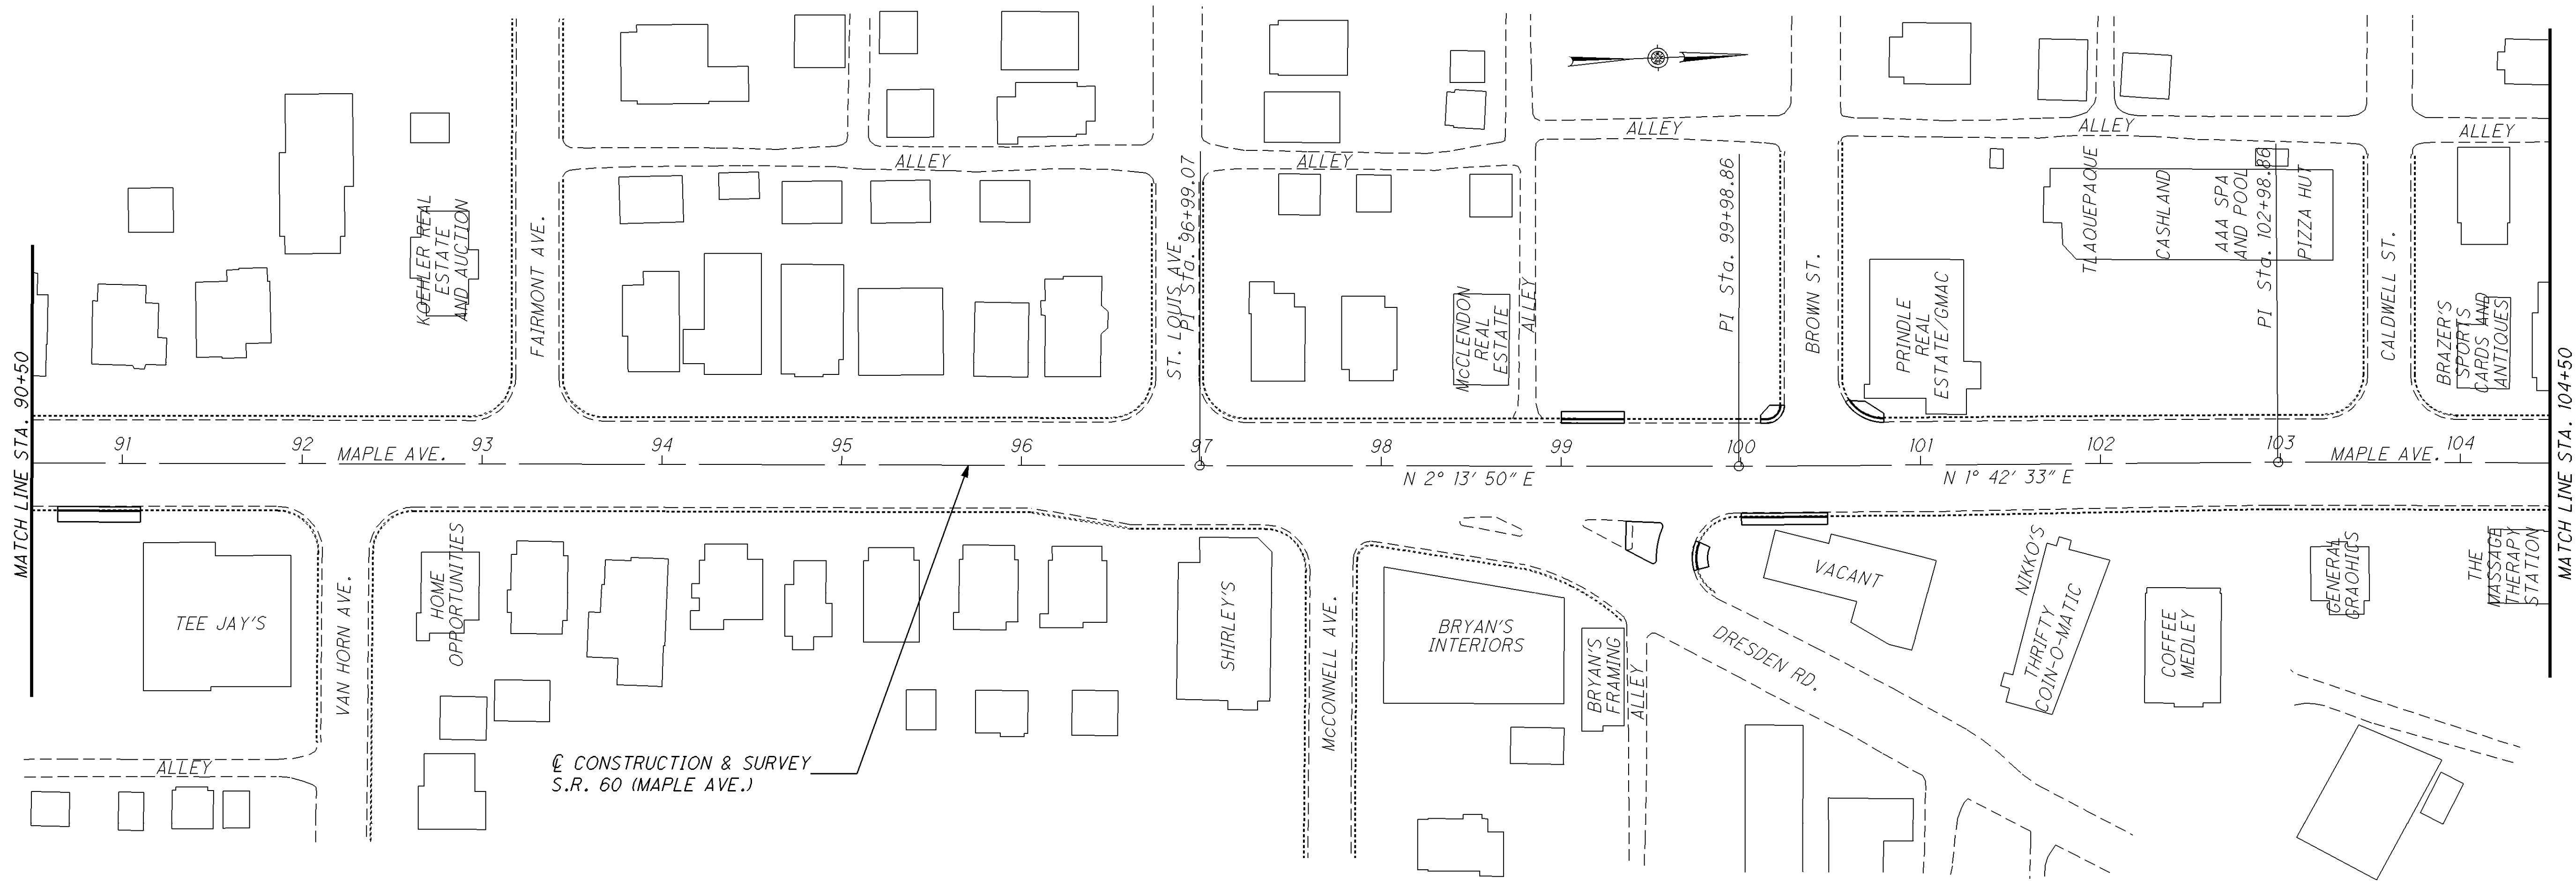 ALLEY
ALLEY
ALLEY
ALLEY
ALLEY
MATCH LINE STA. 90+50
KOEHLER REAL
ESTATE
AND AUCTION
FAIRMONT AVE.
ST. LOUIS AVE.
PI Sta. 96+99.07
McCLENDON
REAL
ESTATE
ALLEY
PI Sta. 99+98.86
BROWN ST.
PRINDLE
REAL
ESTATE/GMAC
TLAQUEPAQUE
CASHLAND
AAA SPA
AND POOL
PI Sta. 102+98.86
PIZZA HUT
CALDWELL ST.
BRAZER'S
SPORTS
CARDS AND
ANTIQUES
MATCH LINE STA. 104+50
91
92
93
94
95
96
97
98
99
100
101
102
103
104
MAPLE AVE.
MAPLE AVE.
N 2° 13' 50" E
N 1° 42' 33" E
TEE JAY'S
VAN HORN AVE.
HOME
OPPORTUNITIES
SHIRLEY'S
McCONNELL AVE.
BRYAN'S
INTERIORS
BRYAN'S
FRAMING
ALLEY
DRESDEN RD.
VACANT
NIKKO'S
THRIFTY
COIN-O-MATIC
COFFEE
MEDLEY
GENERAL
GRAOHICS
THE
MASSAGE
THERAPY
STATION
ALLEY
℄ CONSTRUCTION & SURVEY
S.R. 60 (MAPLE AVE.)